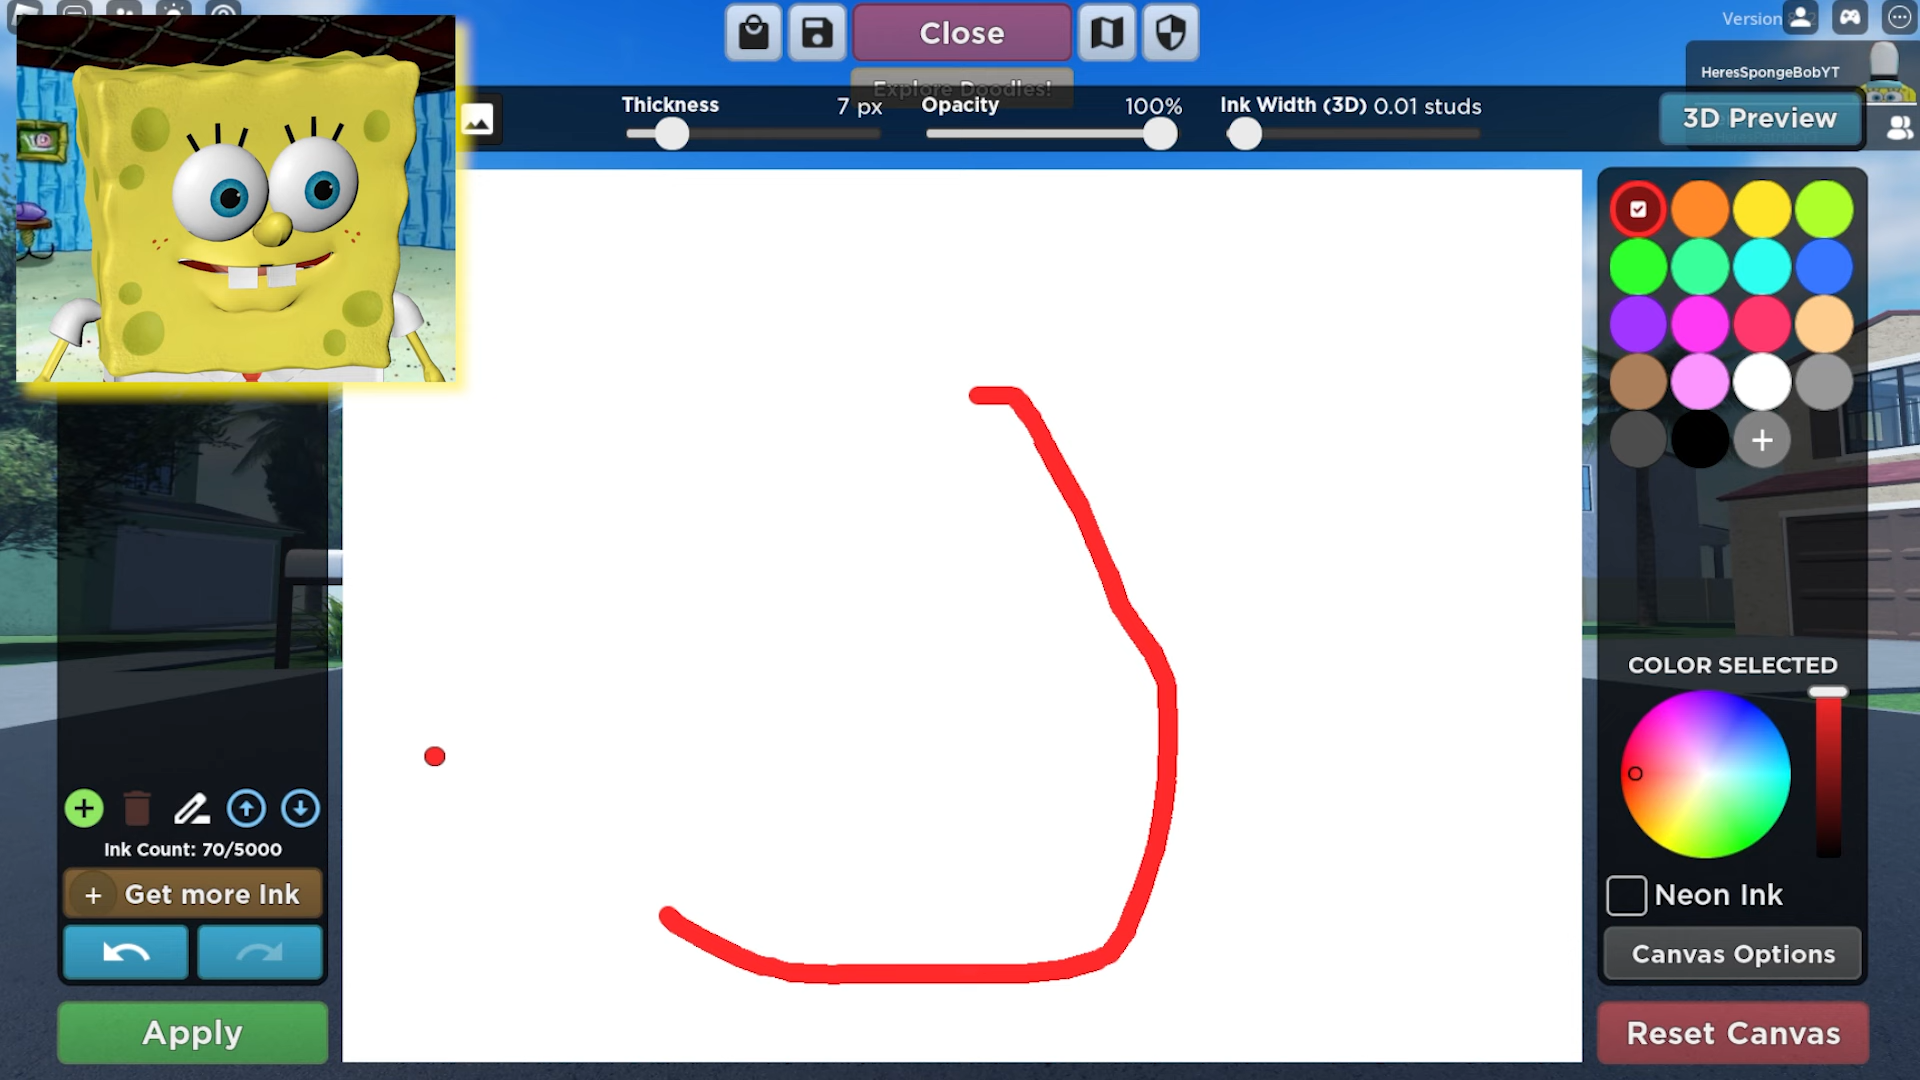 Close
Version
Explore Doodles!
HeresSpongeBobYT
Thickness 7 px Opacity 100% Ink Width (3D) 0.01 studs
3D Preview
COLOR SELECTED
Ink Count: 70/5000
Get more Ink
Neon Ink
Canvas Options
Apply
Reset Canvas